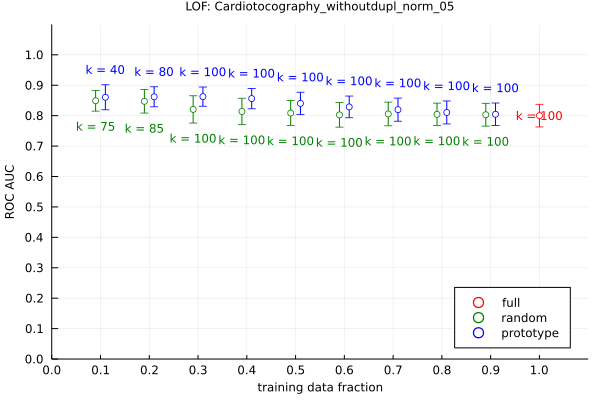 LOF: Cardiotocography_withoutdupl_norm_05
ROC AUC
1.0
0.9
0.8
0.7
0.6
0.5
0.4
0.3
0.2
0.1
0.0
k = 40 k = 80 k = 100 k = 100 k = 100 k = 100 k = 100 k = 100 k = 100
k = 75 k = 85 k = 100 k = 100 k = 100 k = 100 k = 100 k = 100 k = 100
k = 100
full
random
prototype
0.0 0.1 0.2 0.3 0.4 0.5 0.6 0.7 0.8 0.9 1.0
training data fraction